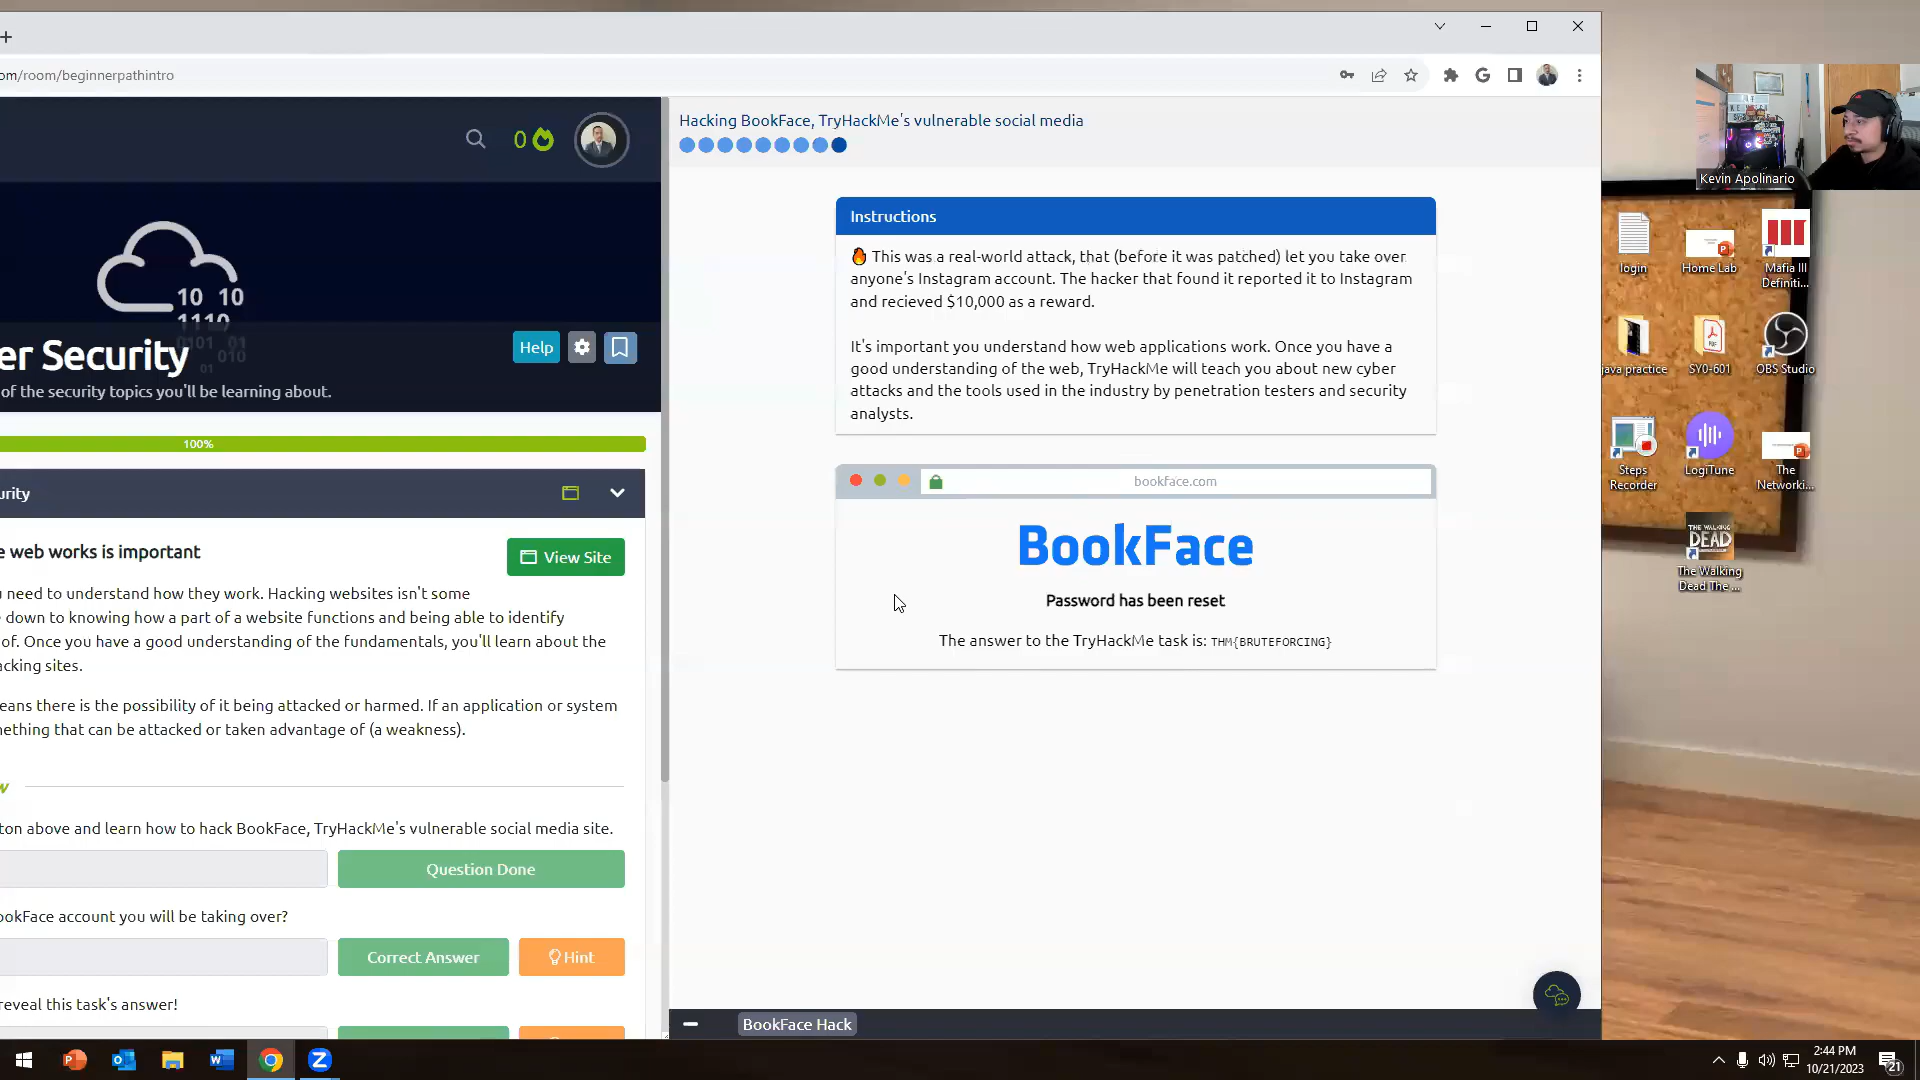 om/room/beginnerpathintro
0
10 10
1110
0101 01
010
01
er Security
of the security topics you'll be learning about.
Help
100%
urity
e web works is important
View Site
u need to understand how they work. Hacking websites isn't some
down to knowing how a part of a website functions and being able to identify
of. Once you have a good understanding of the fundamentals, you'll learn about the
acking sites.
eans there is the possibility of it being attacked or harmed. If an application or system
nething that can be attacked or taken advantage of (a weakness).
w
ton above and learn how to hack BookFace, TryHackMe's vulnerable social media site.
Question Done
ookFace account you will be taking over?
Correct Answer
Hint
reveal this task's answer!
Hacking BookFace, TryHackMe's vulnerable social media
Instructions
This was a real-world attack, that (before it was patched) let you take over
anyone's Instagram account. The hacker that found it reported it to Instagram
and recieved $10,000 as a reward.
It's important you understand how web applications work. Once you have a
good understanding of the web, TryHackMe will teach you about new cyber
attacks and the tools used in the industry by penetration testers and security
analysts.
bookface.com
BookFace
Password has been reset
The answer to the TryHackMe task is: THM{BRUTEFORCING}
BookFace Hack
Kevin Apolinario
login
Home Lab
Mafia III
Definiti...
java practice
SY0-601
OBS Studio
Steps
Recorder
LogiTune
The
Networki...
THE WALKING
DEAD
The Walking
Dead The ...
2:44 PM
10/21/2023
21